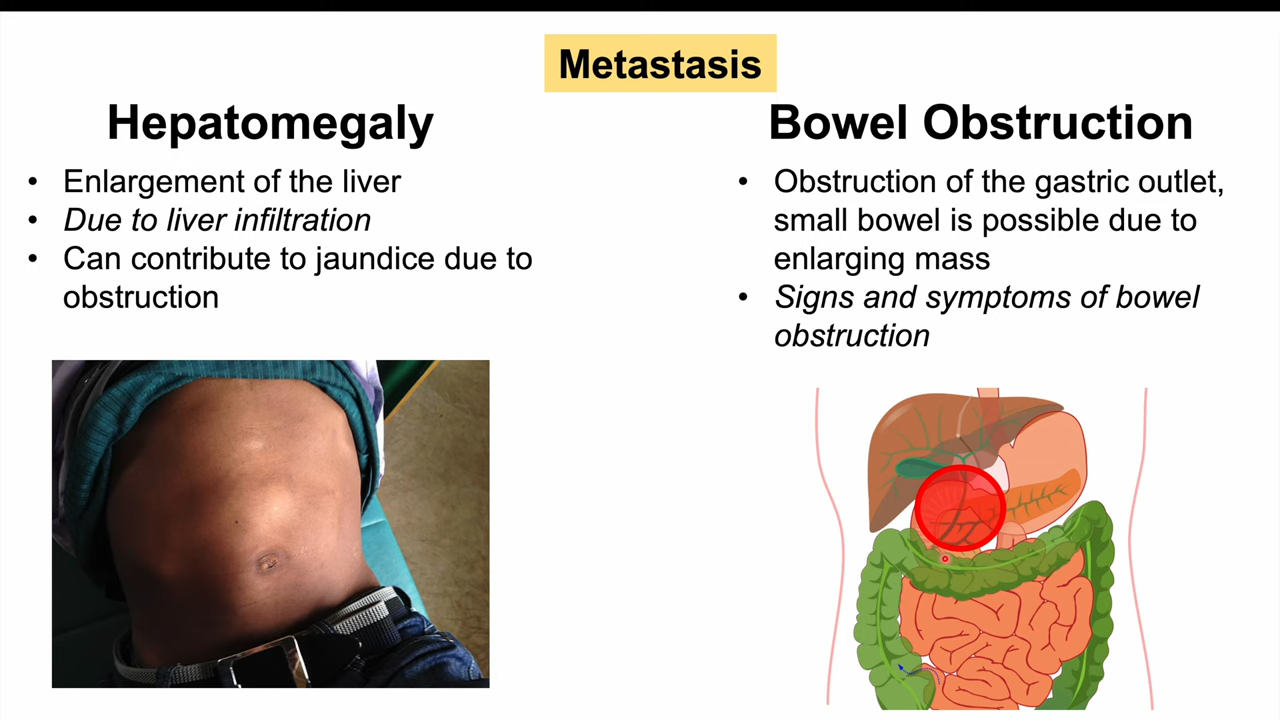 Metastasis
Hepatomegaly
• Enlargement of the liver
• Due to liver infiltration
• Can contribute to jaundice due to
obstruction
Bowel Obstruction
• Obstruction of the gastric outlet,
small bowel is possible due to
enlarging mass
• Signs and symptoms of bowel
obstruction